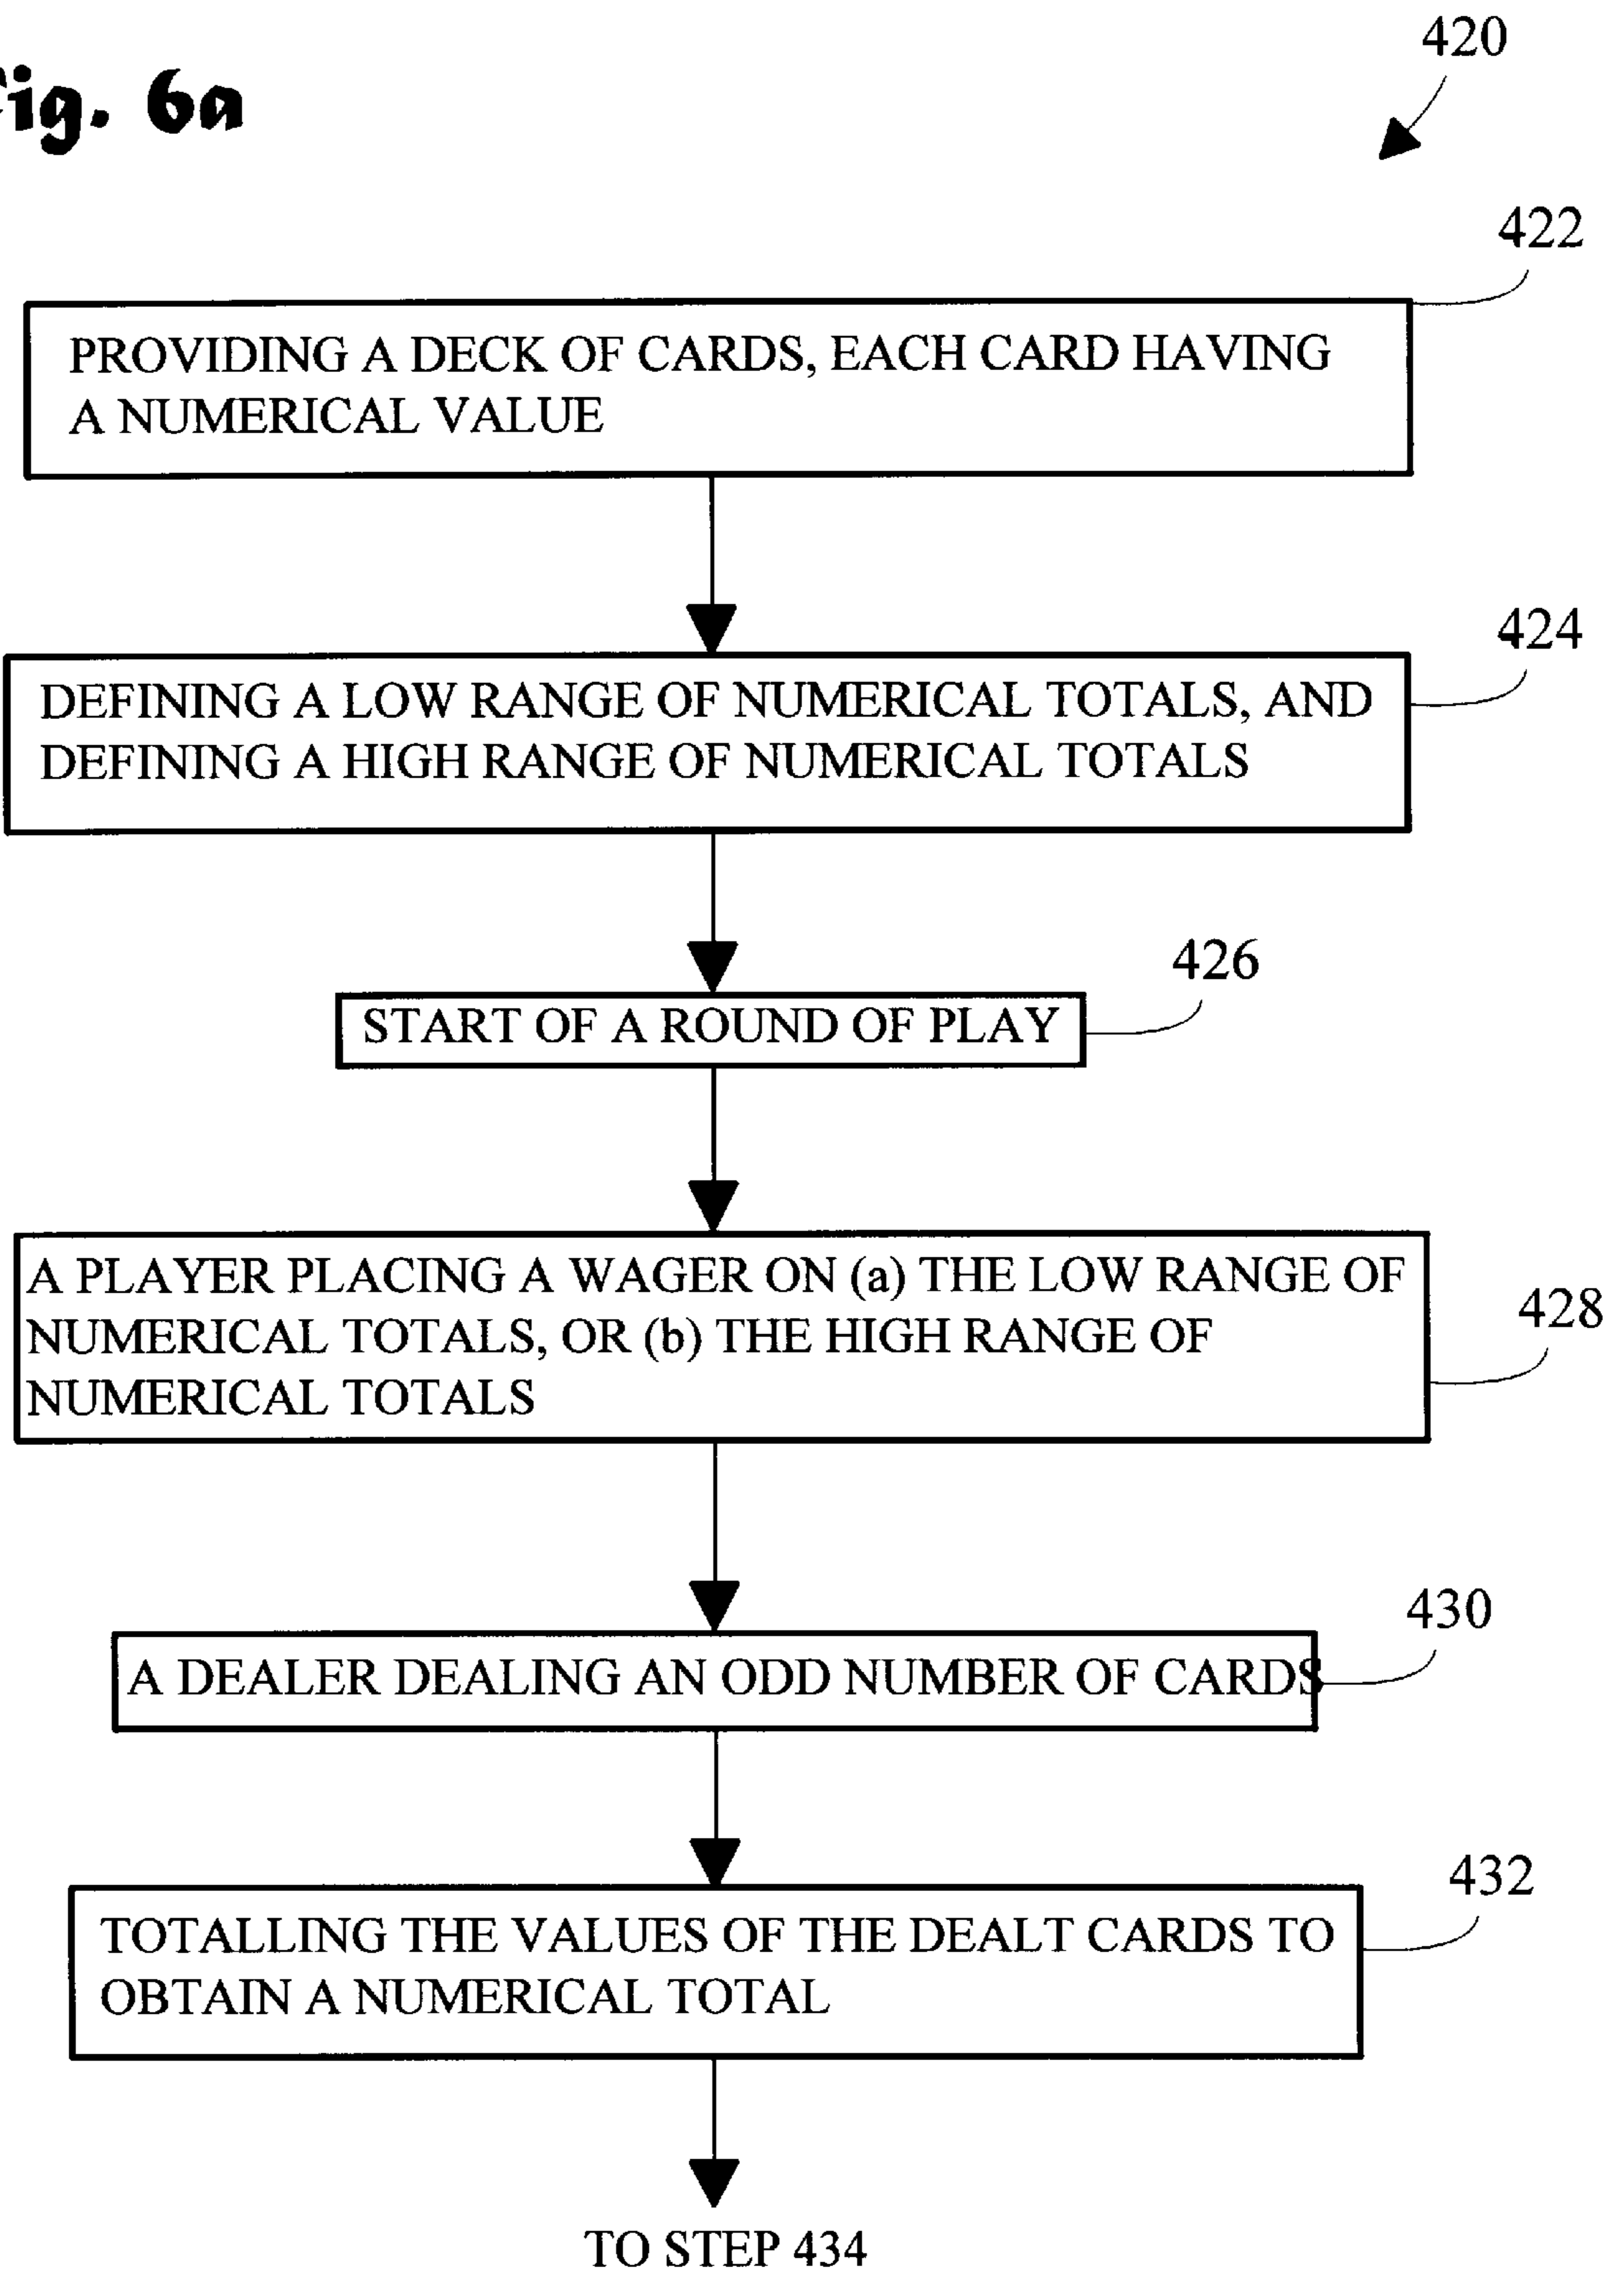 ig. 6a
420
422
PROVIDING A DECK OF CARDS, EACH CARD HAVING
A NUMERICAL VALUE
424
DEFINING A LOW RANGE OF NUMERICAL TOTALS, AND
DEFINING A HIGH RANGE OF NUMERICAL TOTALS
426
START OF A ROUND OF PLAY
A PLAYER PLACING A WAGER ON (a) THE LOW RANGE OF
NUMERICAL TOTALS, OR (b) THE HIGH RANGE OF
NUMERICAL TOTALS
428
430
A DEALER DEALING AN ODD NUMBER OF CARDS
432
TOTALLING THE VALUES OF THE DEALT CARDS TO
OBTAIN A NUMERICAL TOTAL
TO STEP 434